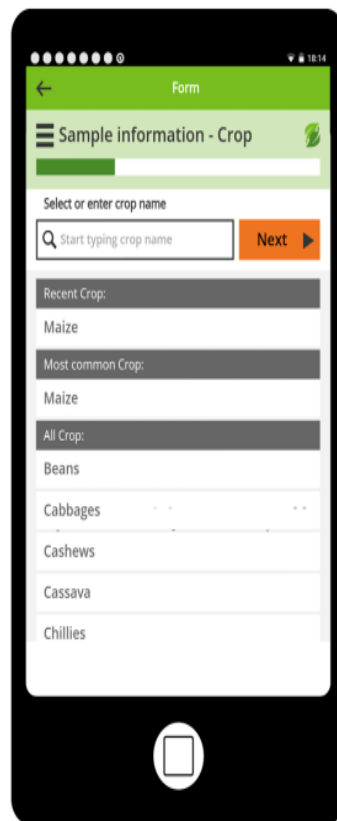 18:14
Form
Sample information - Crop
Select or enter crop name
Start typing crop name
Next
Recent Crop:
Maize
Most common Crop:
Maize
All Crop:
Beans
Cabbages
Cashews
Cassava
Chillies